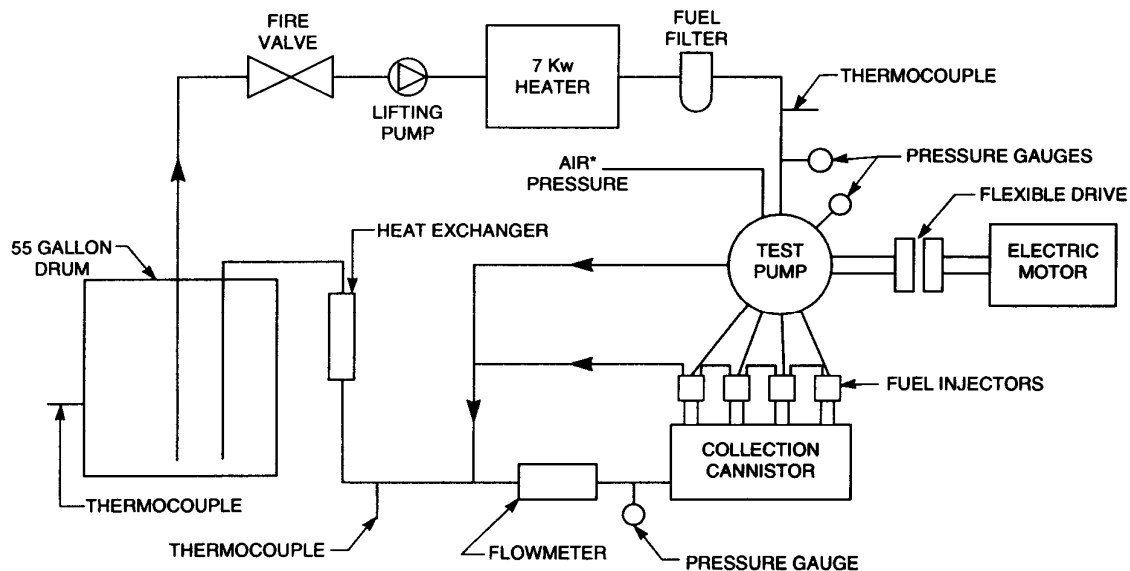 FIRE
VALVE
LIFTING
PUMP
7 Kw
HEATER
FUEL
FILTER
THERMOCOUPLE
AIR*
PRESSURE
PRESSURE GAUGES
FLEXIBLE DRIVE
55 GALLON
DRUM
HEAT EXCHANGER
TEST
PUMP
ELECTRIC
MOTOR
FUEL INJECTORS
COLLECTION
CANNISTOR
THERMOCOUPLE
THERMOCOUPLE
FLOWMETER
PRESSURE GAUGE